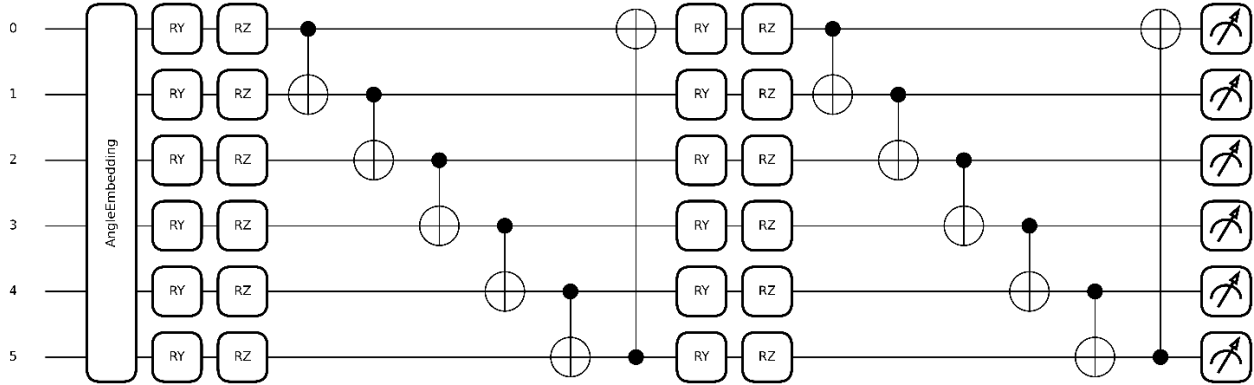 0 RY RZ RY RZ
1 RY RZ RY RZ
2 RY RZ RY RZ
AngleEmbedding
3 RY RZ RY RZ
4 RY RZ RY RZ
5 RY RZ RY RZ